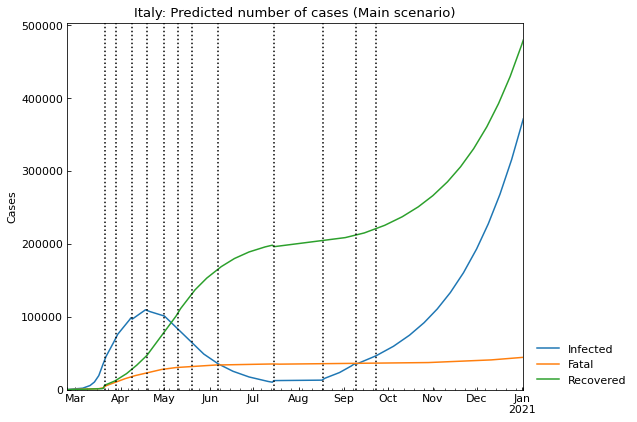 Italy: Predicted number of cases (Main scenario)
500000
400000
300000
200000
100000
0
Cases
Mar Apr May Jun Jul Aug Sep Oct Nov Dec Jan
2021
Infected
Fatal
Recovered